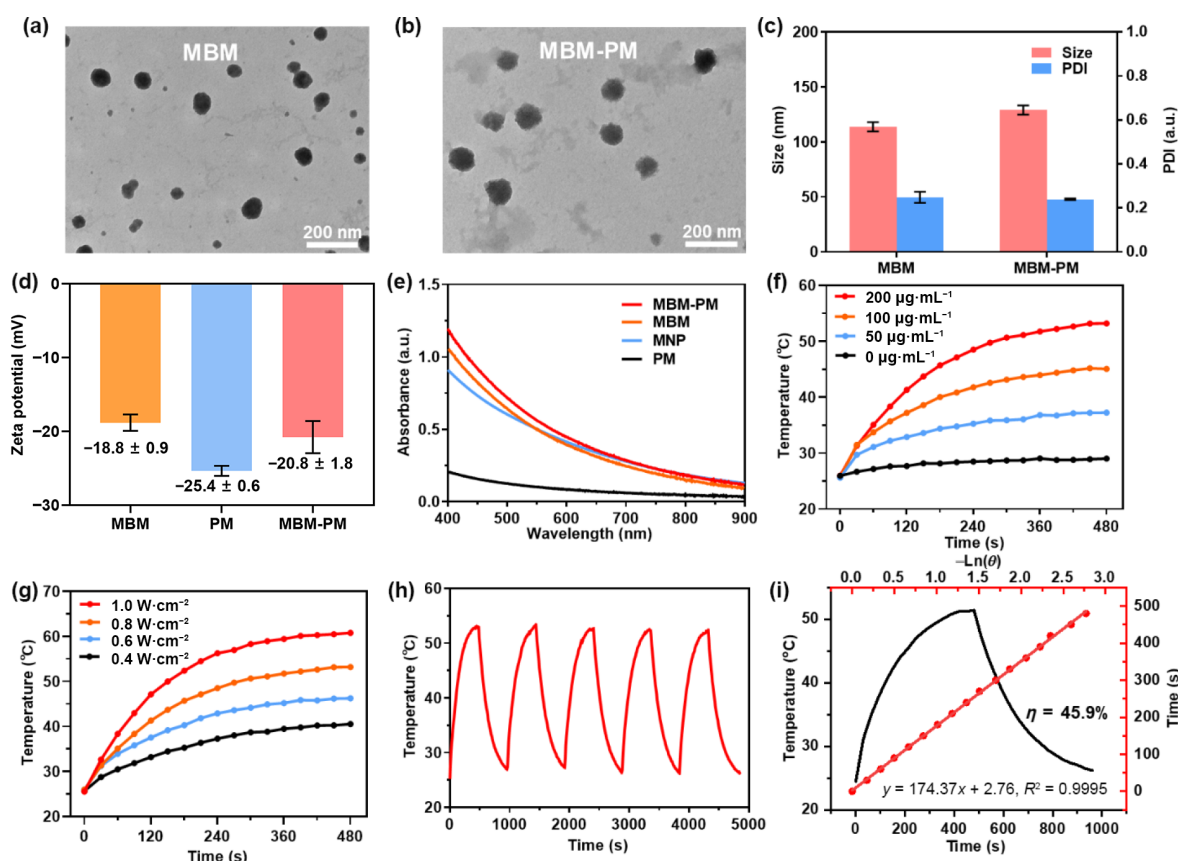 (a)
MBM
200 nm
(b)
MBM-PM
200 nm
(c)
200
150
100
50
0
Size (nm)
Size
PDI
1.0
0.8
0.6
0.4
0.2
0.0
PDI (a.u.)
MBM
MBM-PM
(d)
0
−10
−20
−30
Zeta potential (mV)
−18.8 ± 0.9
−25.4 ± 0.6
−20.8 ± 1.8
MBM
PM
MBM-PM
(e)
1.5
1.0
0.5
0.0
Absorbance (a.u.)
MBM-PM
MBM
MNP
PM
400
500
600
700
800
900
Wavelength (nm)
(f)
60
50
40
30
20
Temperature (°C)
200 μg·mL⁻¹
100 μg·mL⁻¹
50 μg·mL⁻¹
0 μg·mL⁻¹
0
120
240
360
480
Time (s)
(g)
70
60
50
40
30
20
Temperature (°C)
1.0 W·cm⁻²
0.8 W·cm⁻²
0.6 W·cm⁻²
0.4 W·cm⁻²
0
120
240
360
480
Time (s)
(h)
60
50
40
30
20
Temperature (°C)
0
1000
2000
3000
4000
5000
Time (s)
(i)
−Ln(θ)
0.0
0.5
1.0
1.5
2.0
2.5
3.0
50
40
30
20
Temperature (°C)
500
400
300
200
100
0
Time (s)
η = 45.9%
y = 174.37x + 2.76, R² = 0.9995
0
200
400
600
800
1000
Time (s)